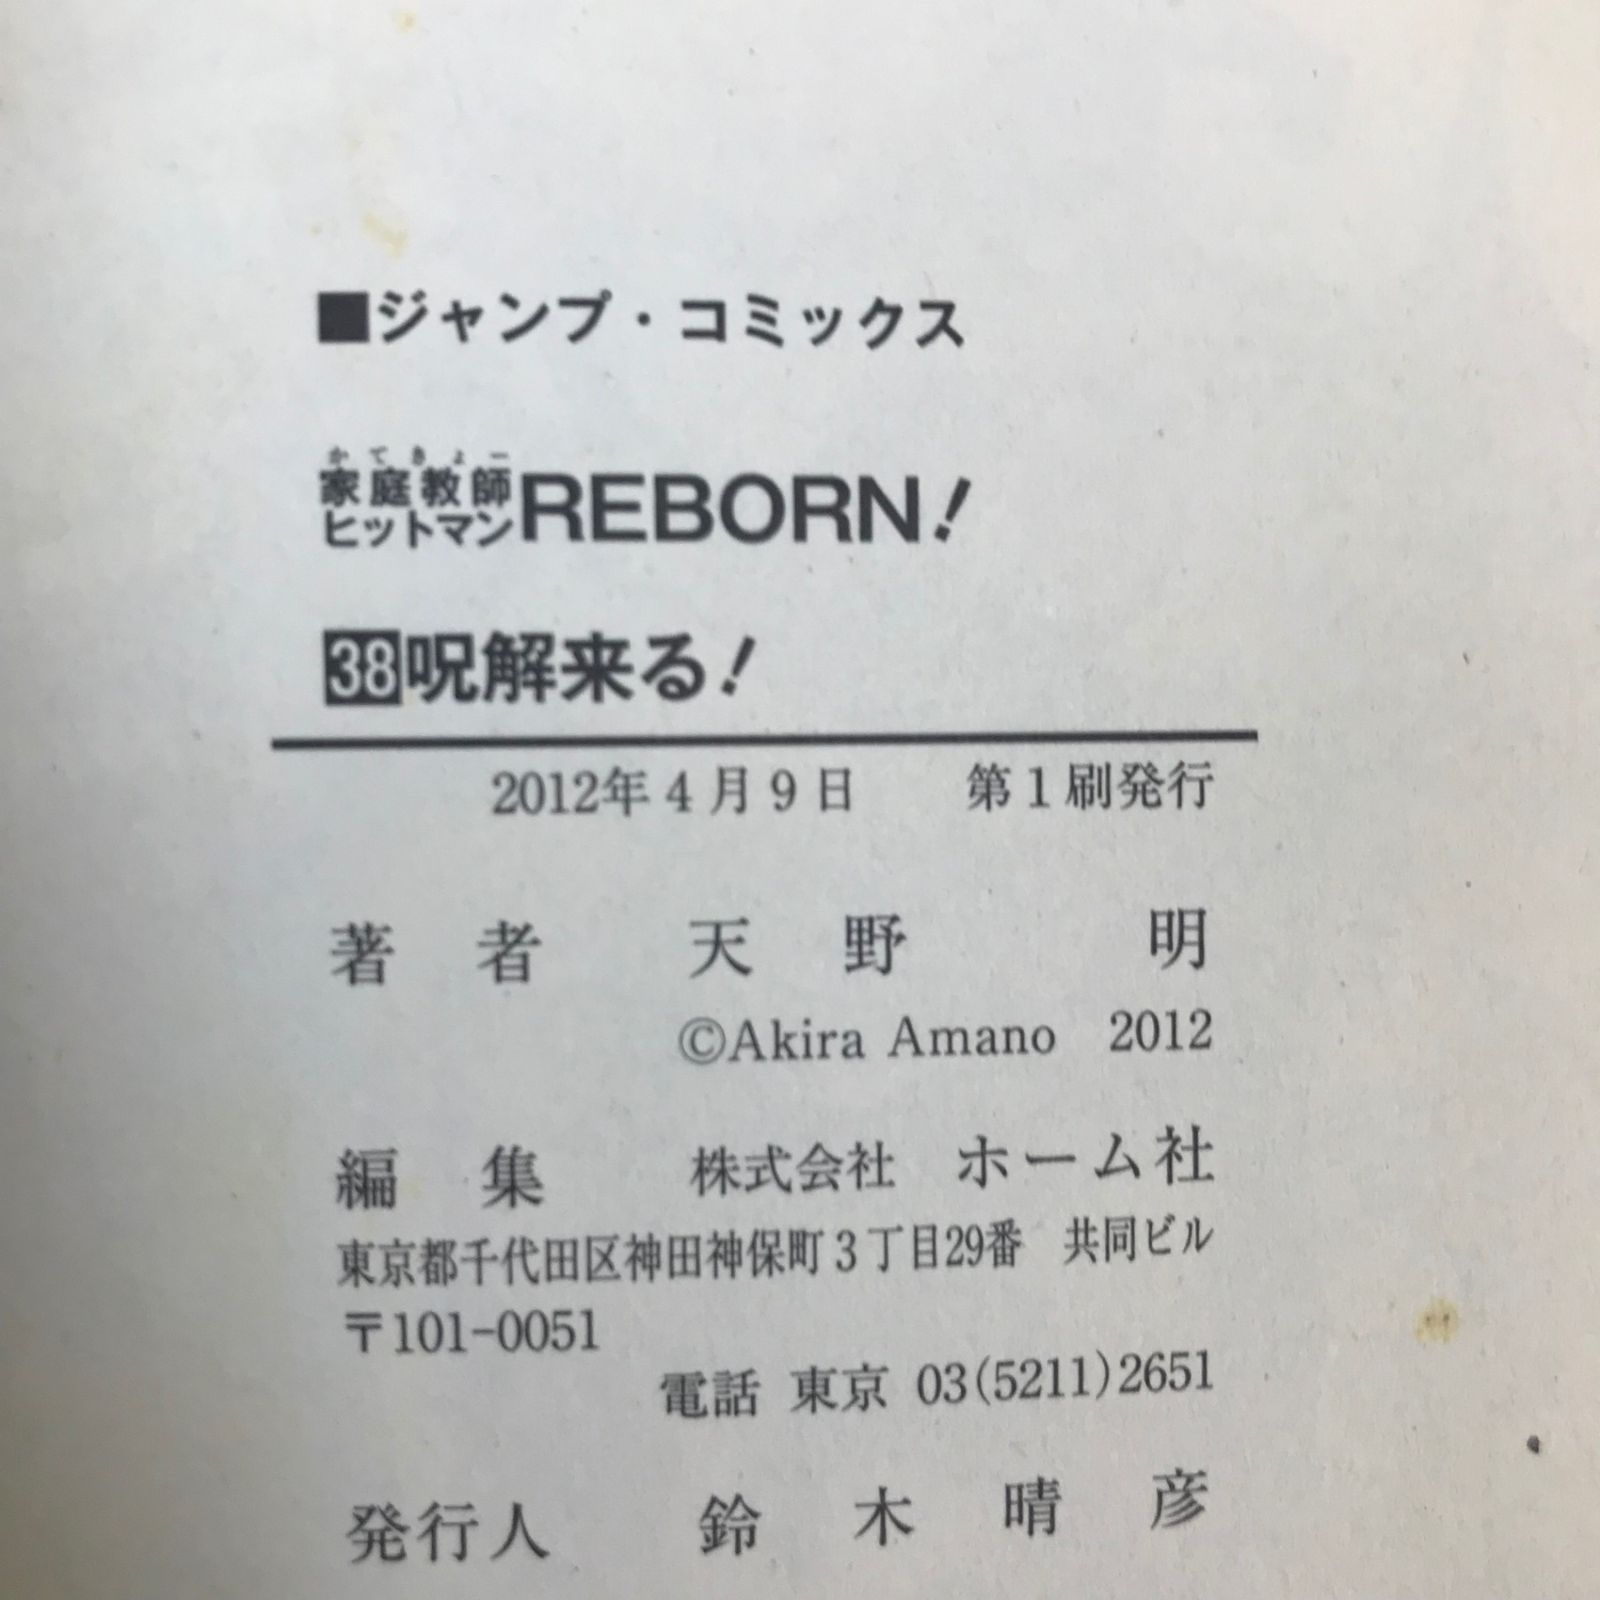 ■ジャンプ・コミックス
かてきょー
家庭教師
ヒットマンREBORN!
38呪解来る!
2012年4月9日　第1刷発行
著者　天野　明
©Akira Amano 2012
編集　株式会社 ホーム社
東京都千代田区神田神保町3丁目29番 共同ビル
〒101-0051
電話 東京 03(5211)2651
発行人　鈴木晴彦